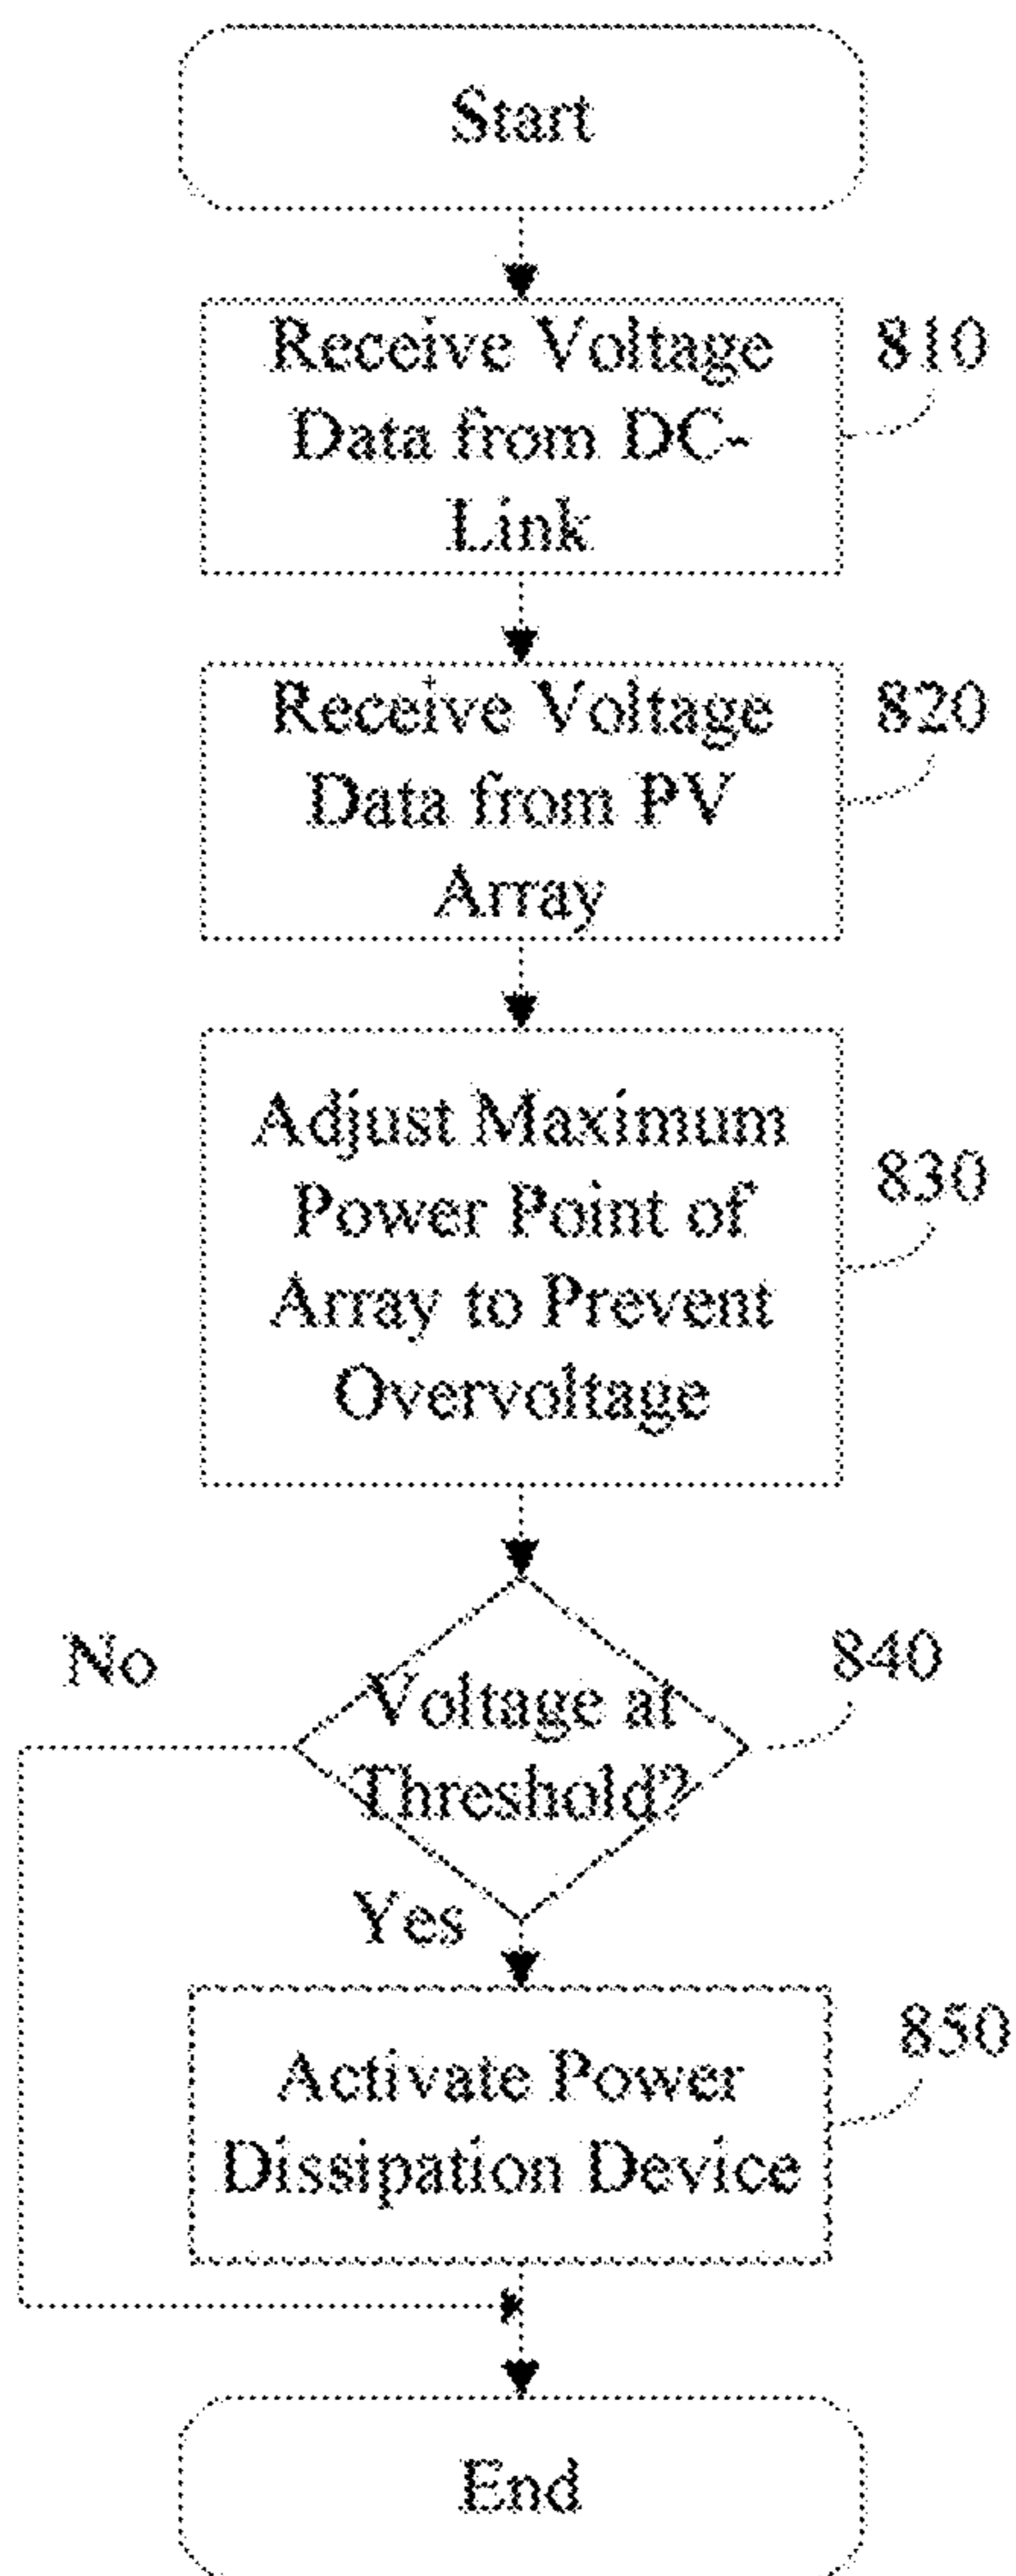 Start
Receive Voltage
Data from DC-
Link
810
Receive Voltage
Data from PV
Array
820
Adjust Maximum
Power Point of
Array to Prevent
Overvoltage
830
No
Voltage at
Threshold?
840
Yes
Activate Power
Dissipation Device
850
End